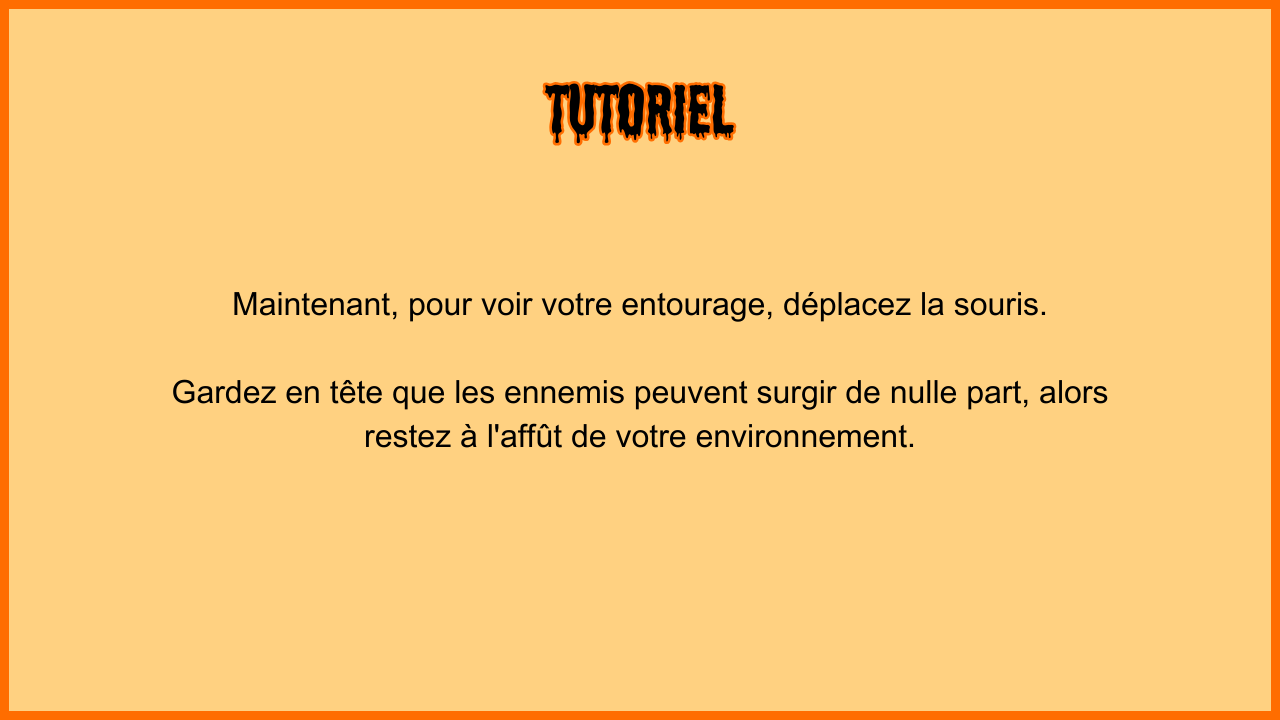 TUTORIEL
Maintenant, pour voir votre entourage, déplacez la souris.
Gardez en tête que les ennemis peuvent surgir de nulle part, alors
restez à l'affût de votre environnement.